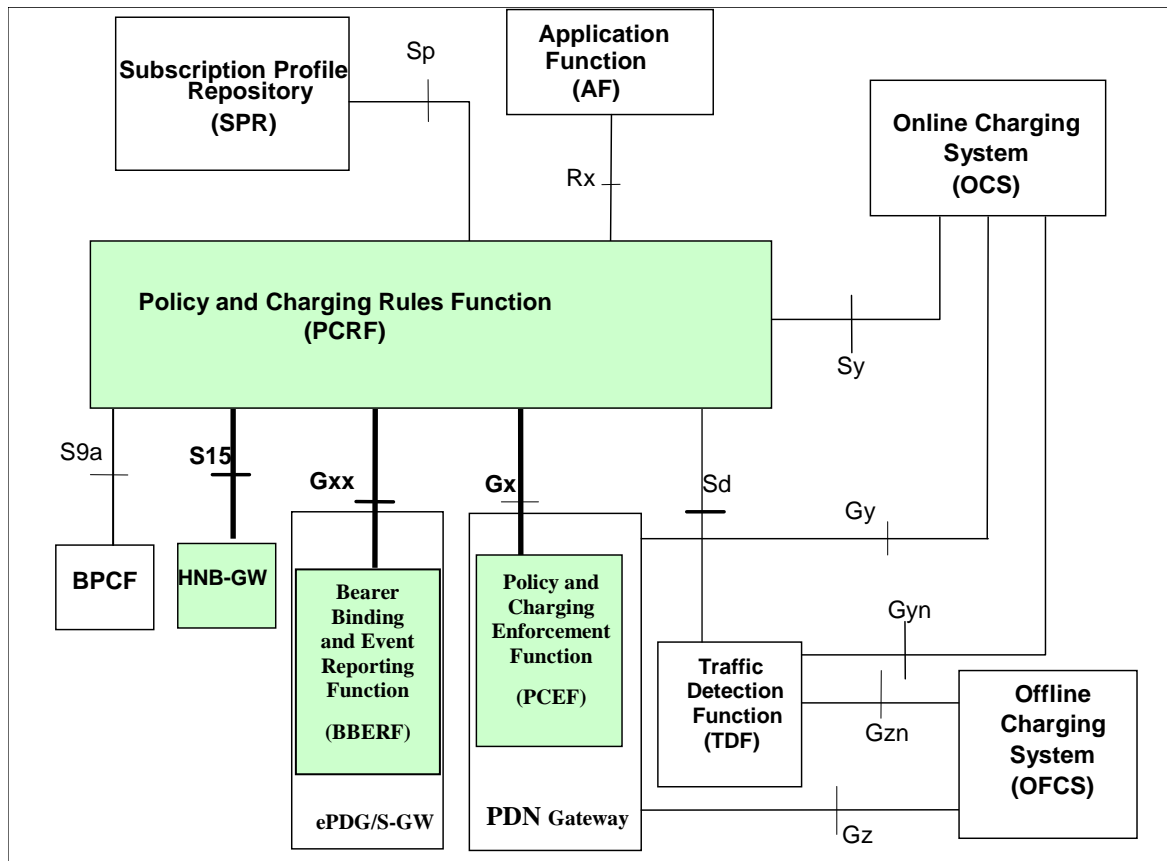 Sp
Subscription Profile
Repository
(SPR)
Application
Function
(AF)
Online Charging
System
(OCS)
Rx
Policy and Charging Rules Function
(PCRF)
Sy
S9a
S15
Gxx
Gx
Sd
Gy
BPCF
HNB-GW
Bearer
Binding
and Event
Reporting
Function
(BBERF)
ePDG/S-GW
Policy and
Charging
Enforcement
Function
(PCEF)
PDN Gateway
Traffic
Detection
Function
(TDF)
Gyn
Gzn
Gz
Offline
Charging
System
(OFCS)